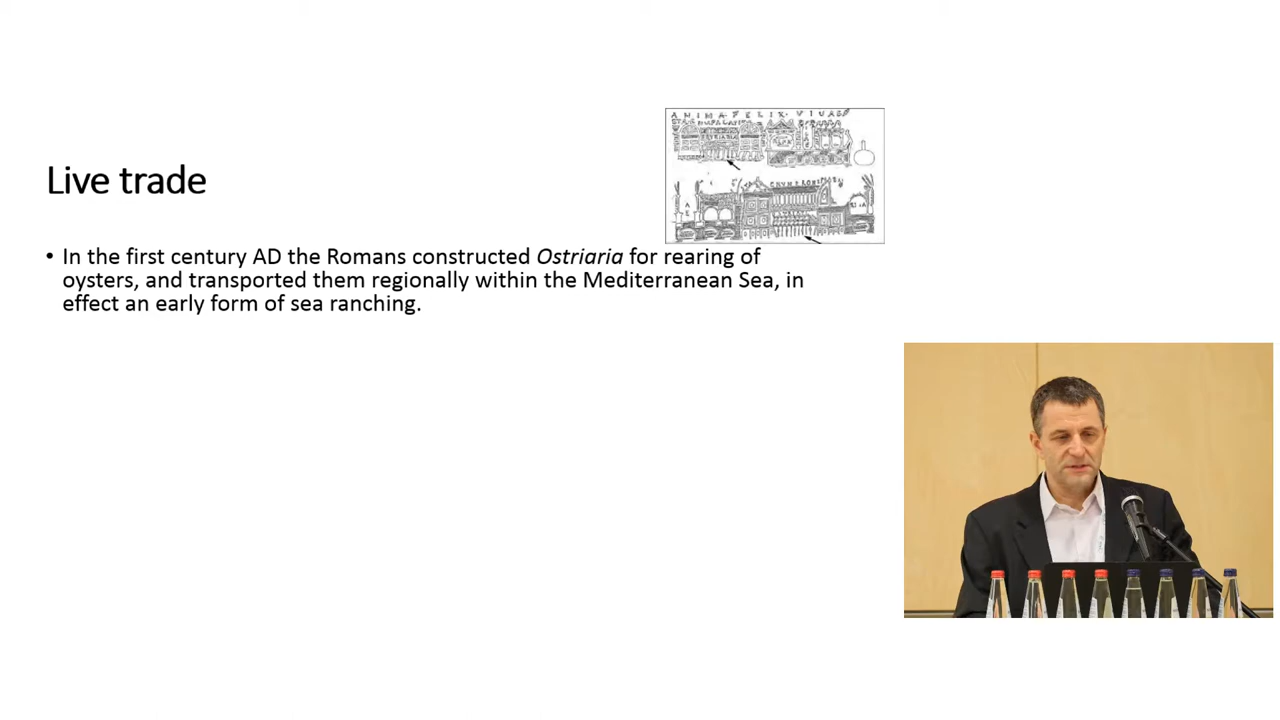 ANIMA FELIX VIVAS
Live trade
• In the first century AD the Romans constructed Ostriaria for rearing of
oysters, and transported them regionally within the Mediterranean Sea, in
effect an early form of sea ranching.